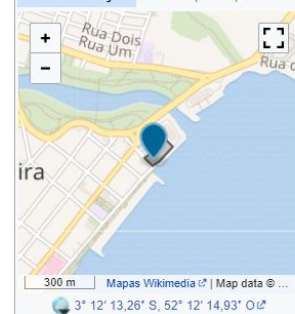 +
−
Rua Dois
Rua Um
Rua d
ira
300 m
Mapas Wikimedia | Map data © ...
3° 12′ 13,26″ S, 52° 12′ 14,93″ O